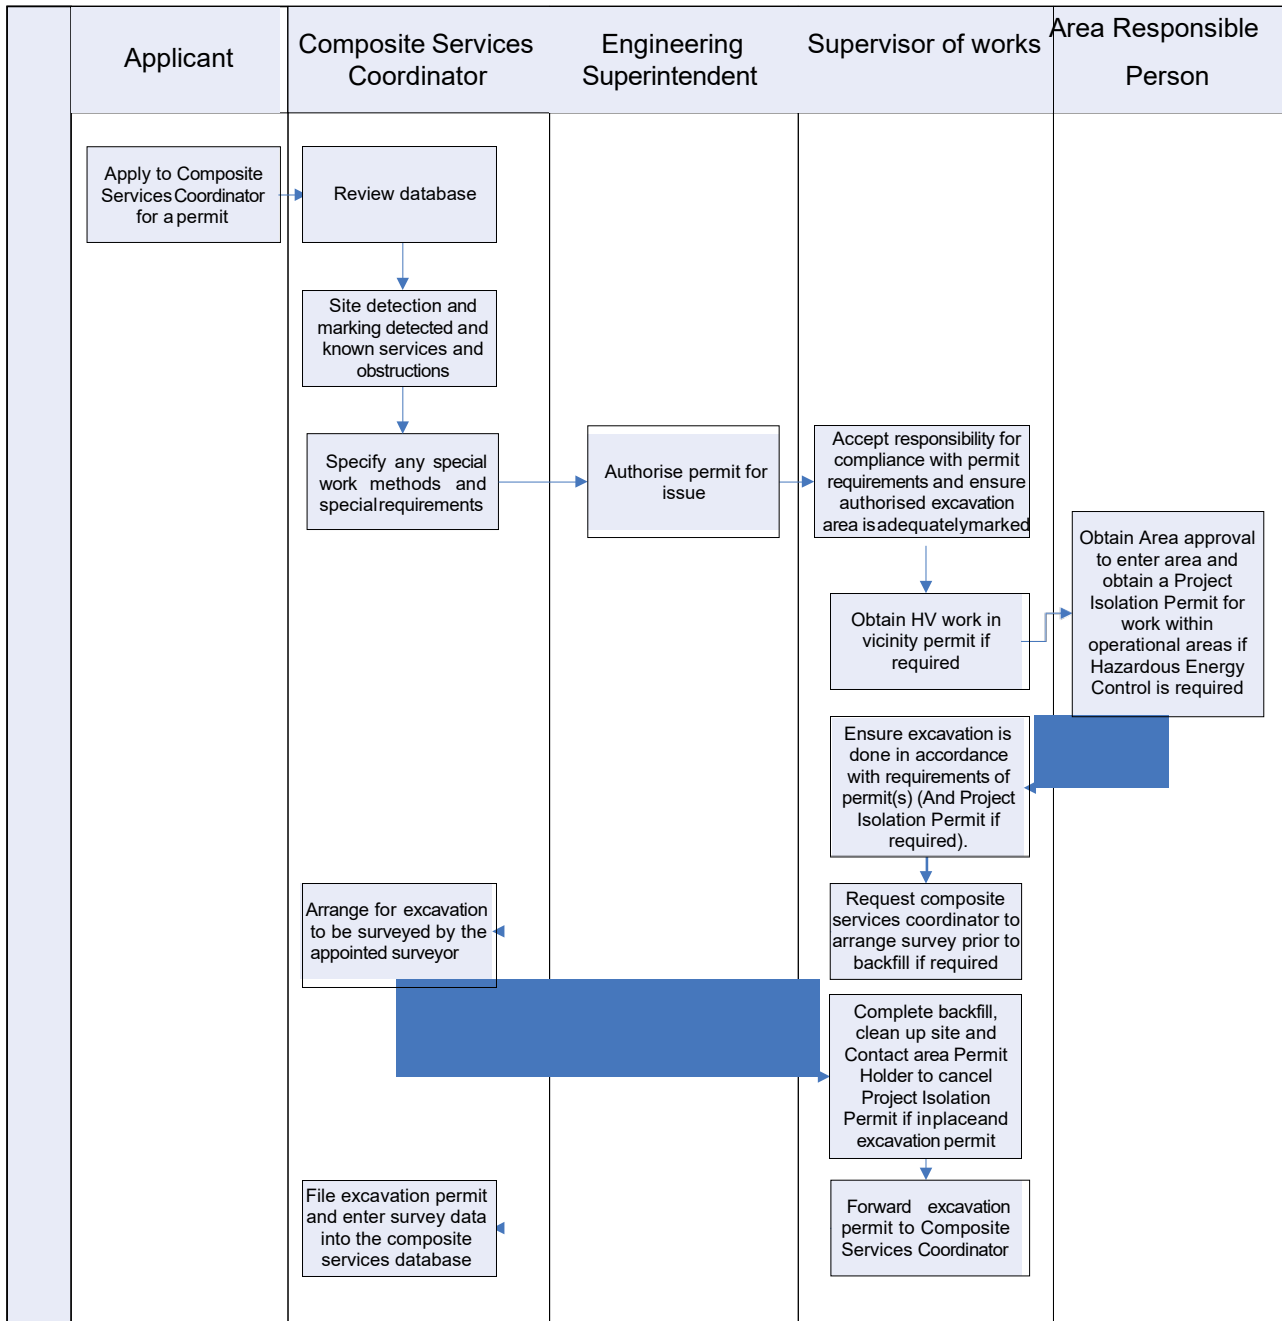 Applicant
Composite Services
Coordinator
Engineering
Superintendent
Supervisor of works
Area Responsible
Person
Apply to Composite
Services Coordinator
for a permit
Review database
Site detection and
marking detected and
known services and
obstructions
Specify any special
work methods and
special requirements
Authorise permit for
issue
Accept responsibility for
compliance with permit
requirements and ensure
authorised excavation
area is adequately marked
Obtain HV work in
vicinity permit if
required
Obtain Area approval
to enter area and
obtain a Project
Isolation Permit for
work within
operational areas if
Hazardous Energy
Control is required
Ensure excavation is
done in accordance
with requirements of
permit(s) (And Project
Isolation Permit if
required).
Request composite
services coordinator to
arrange survey prior to
backfill if required
Arrange for excavation
to be surveyed by the
appointed surveyor
Complete backfill,
clean up site and
Contact area Permit
Holder to cancel
Project Isolation
Permit if inplaceand
excavation permit
Forward excavation
permit to Composite
Services Coordinator
File excavation permit
and enter survey data
into the composite
services database